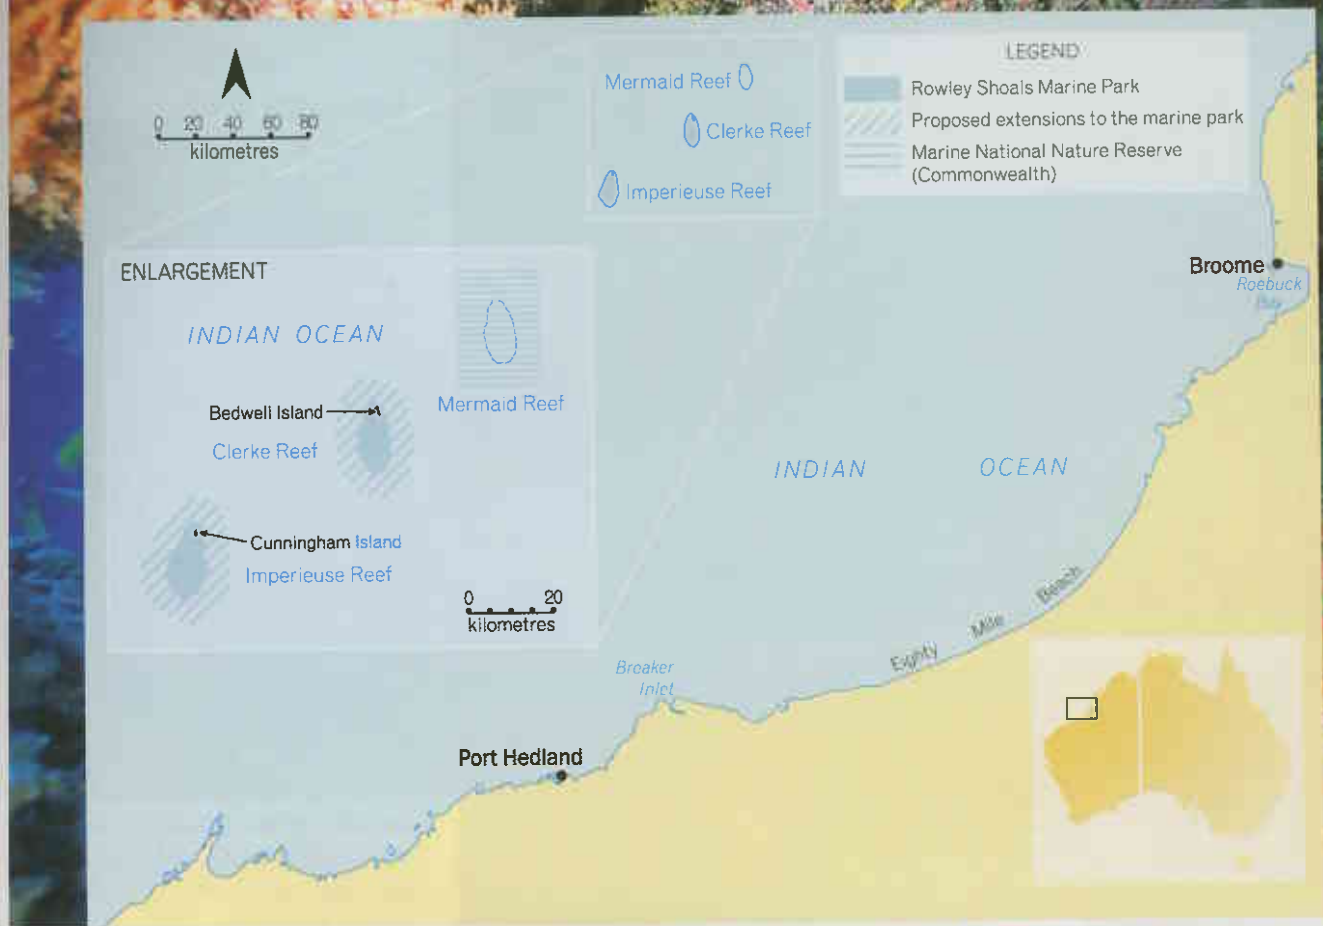 0 20 40 60 80
kilometres
Mermaid Reef
Clerke Reef
Imperieuse Reef
LEGEND
Rowley Shoals Marine Park
Proposed extensions to the marine park
Marine National Nature Reserve
(Commonwealth)
Broome
Roebuck
Bay
ENLARGEMENT
INDIAN OCEAN
Mermaid Reef
Bedwell Island
Clerke Reef
Cunningham Island
Imperieuse Reef
0 20
kilometres
INDIAN OCEAN
Eighty Mile Beach
Breaker
Inlet
Port Hedland